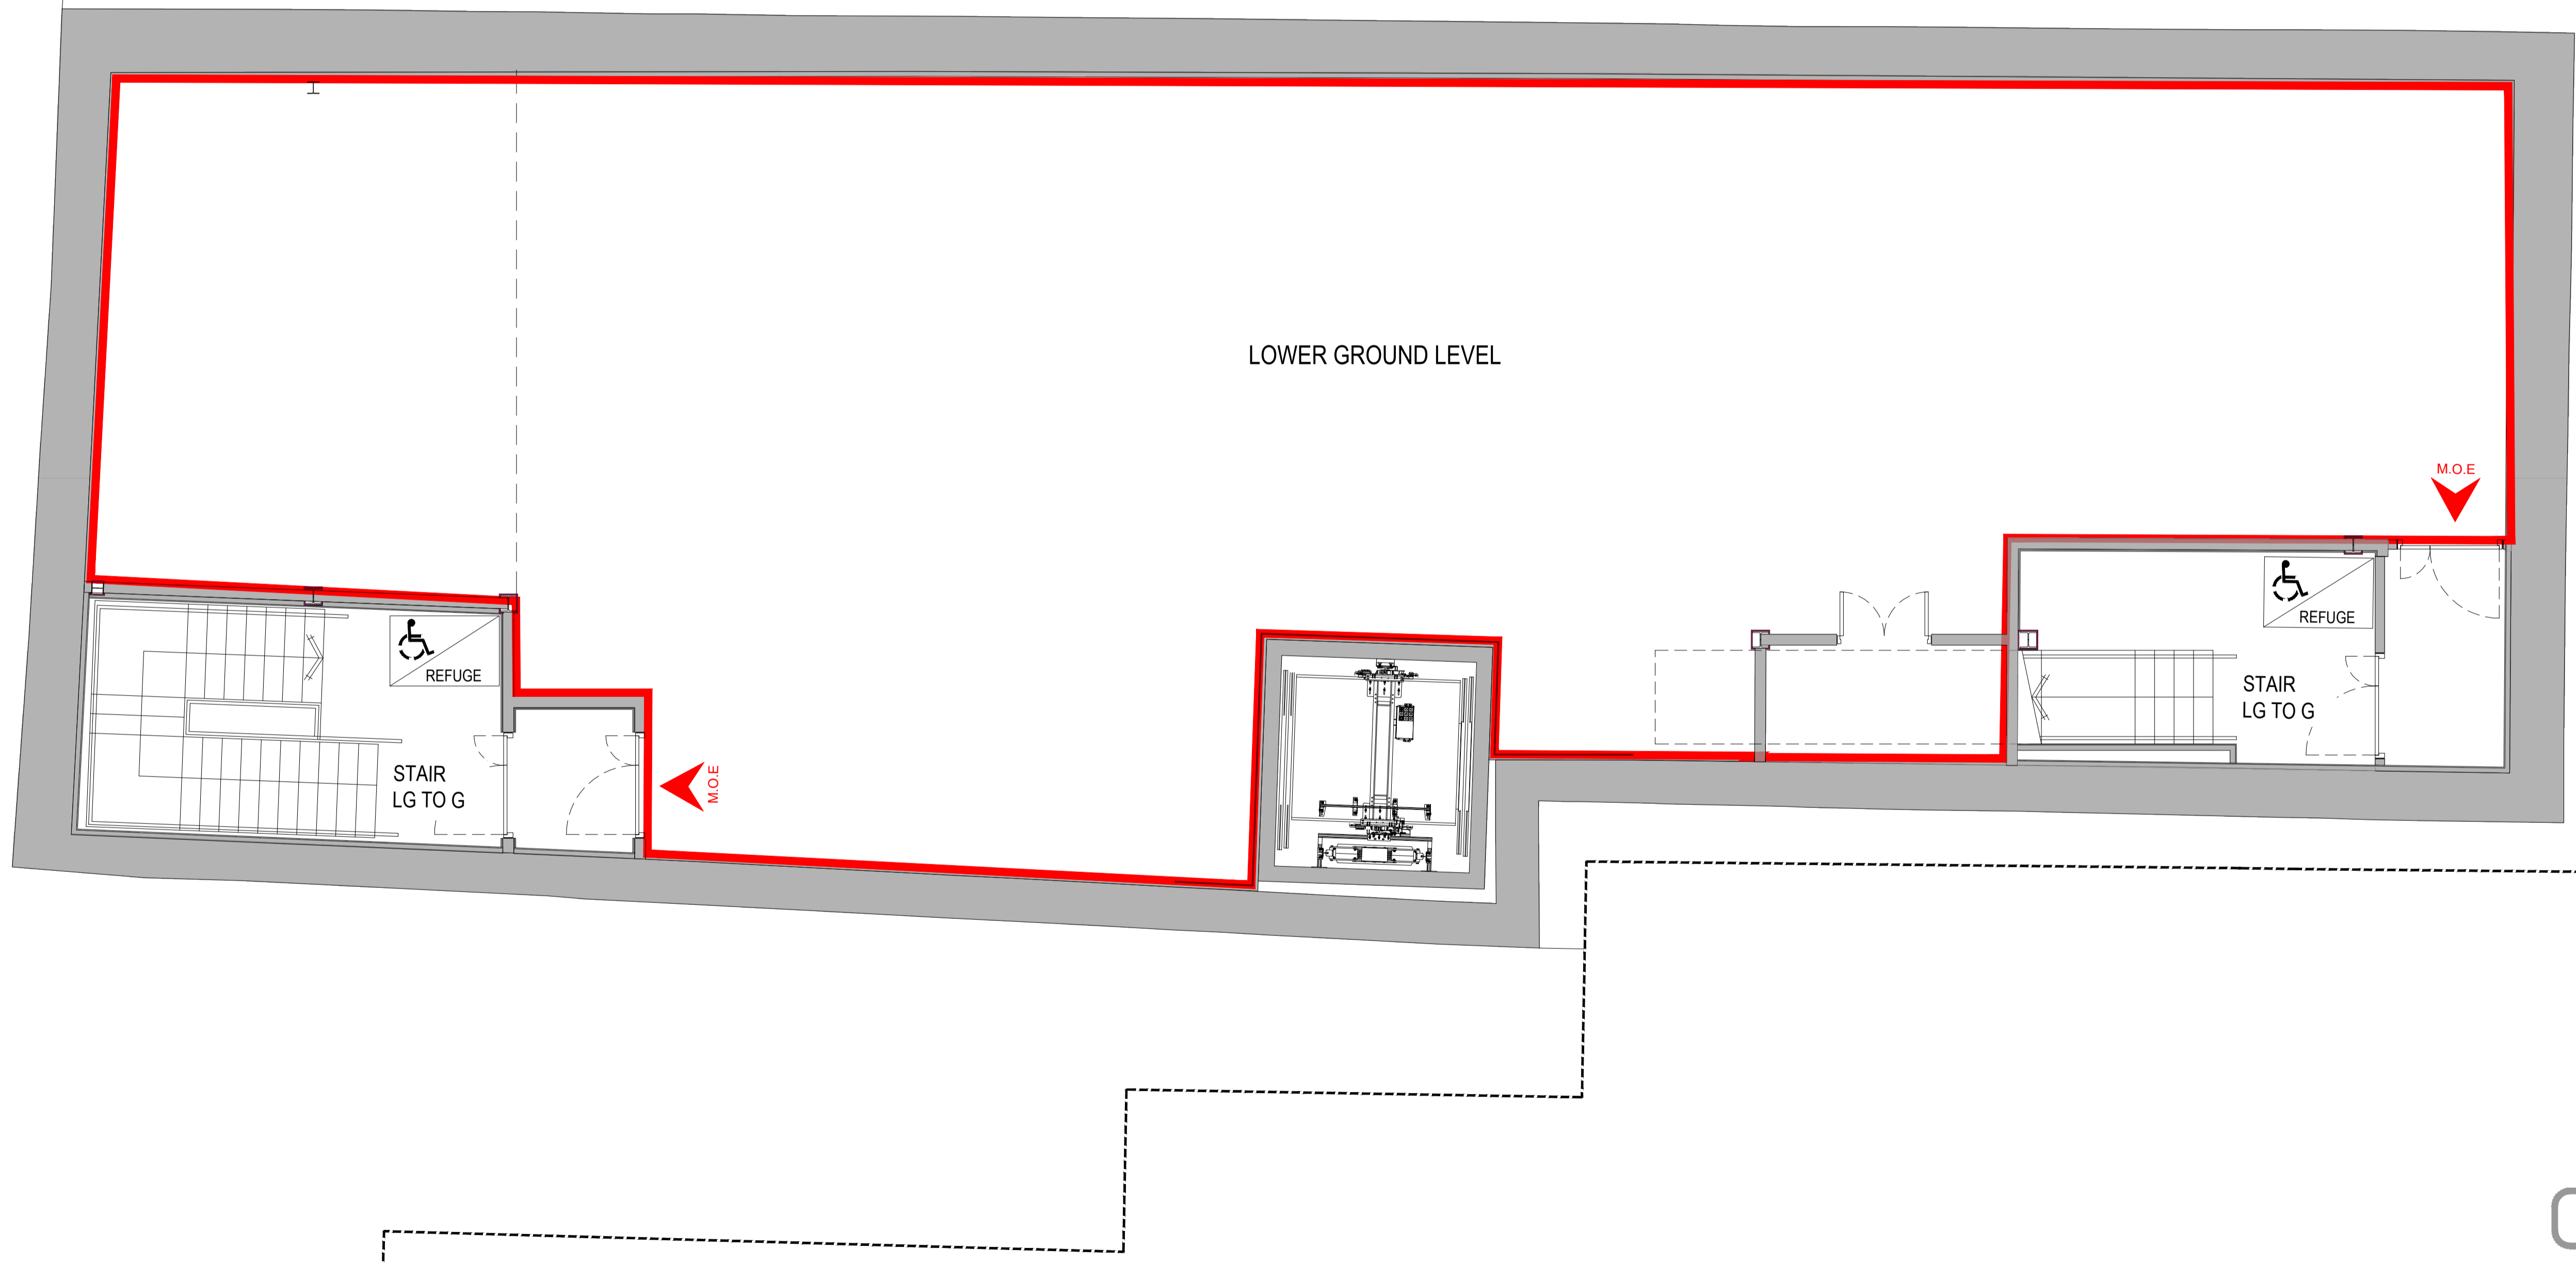 LOWER GROUND LEVEL
M.O.E
REFUGE
REFUGE
STAIR
LG TO G
STAIR
LG TO G
M.O.E